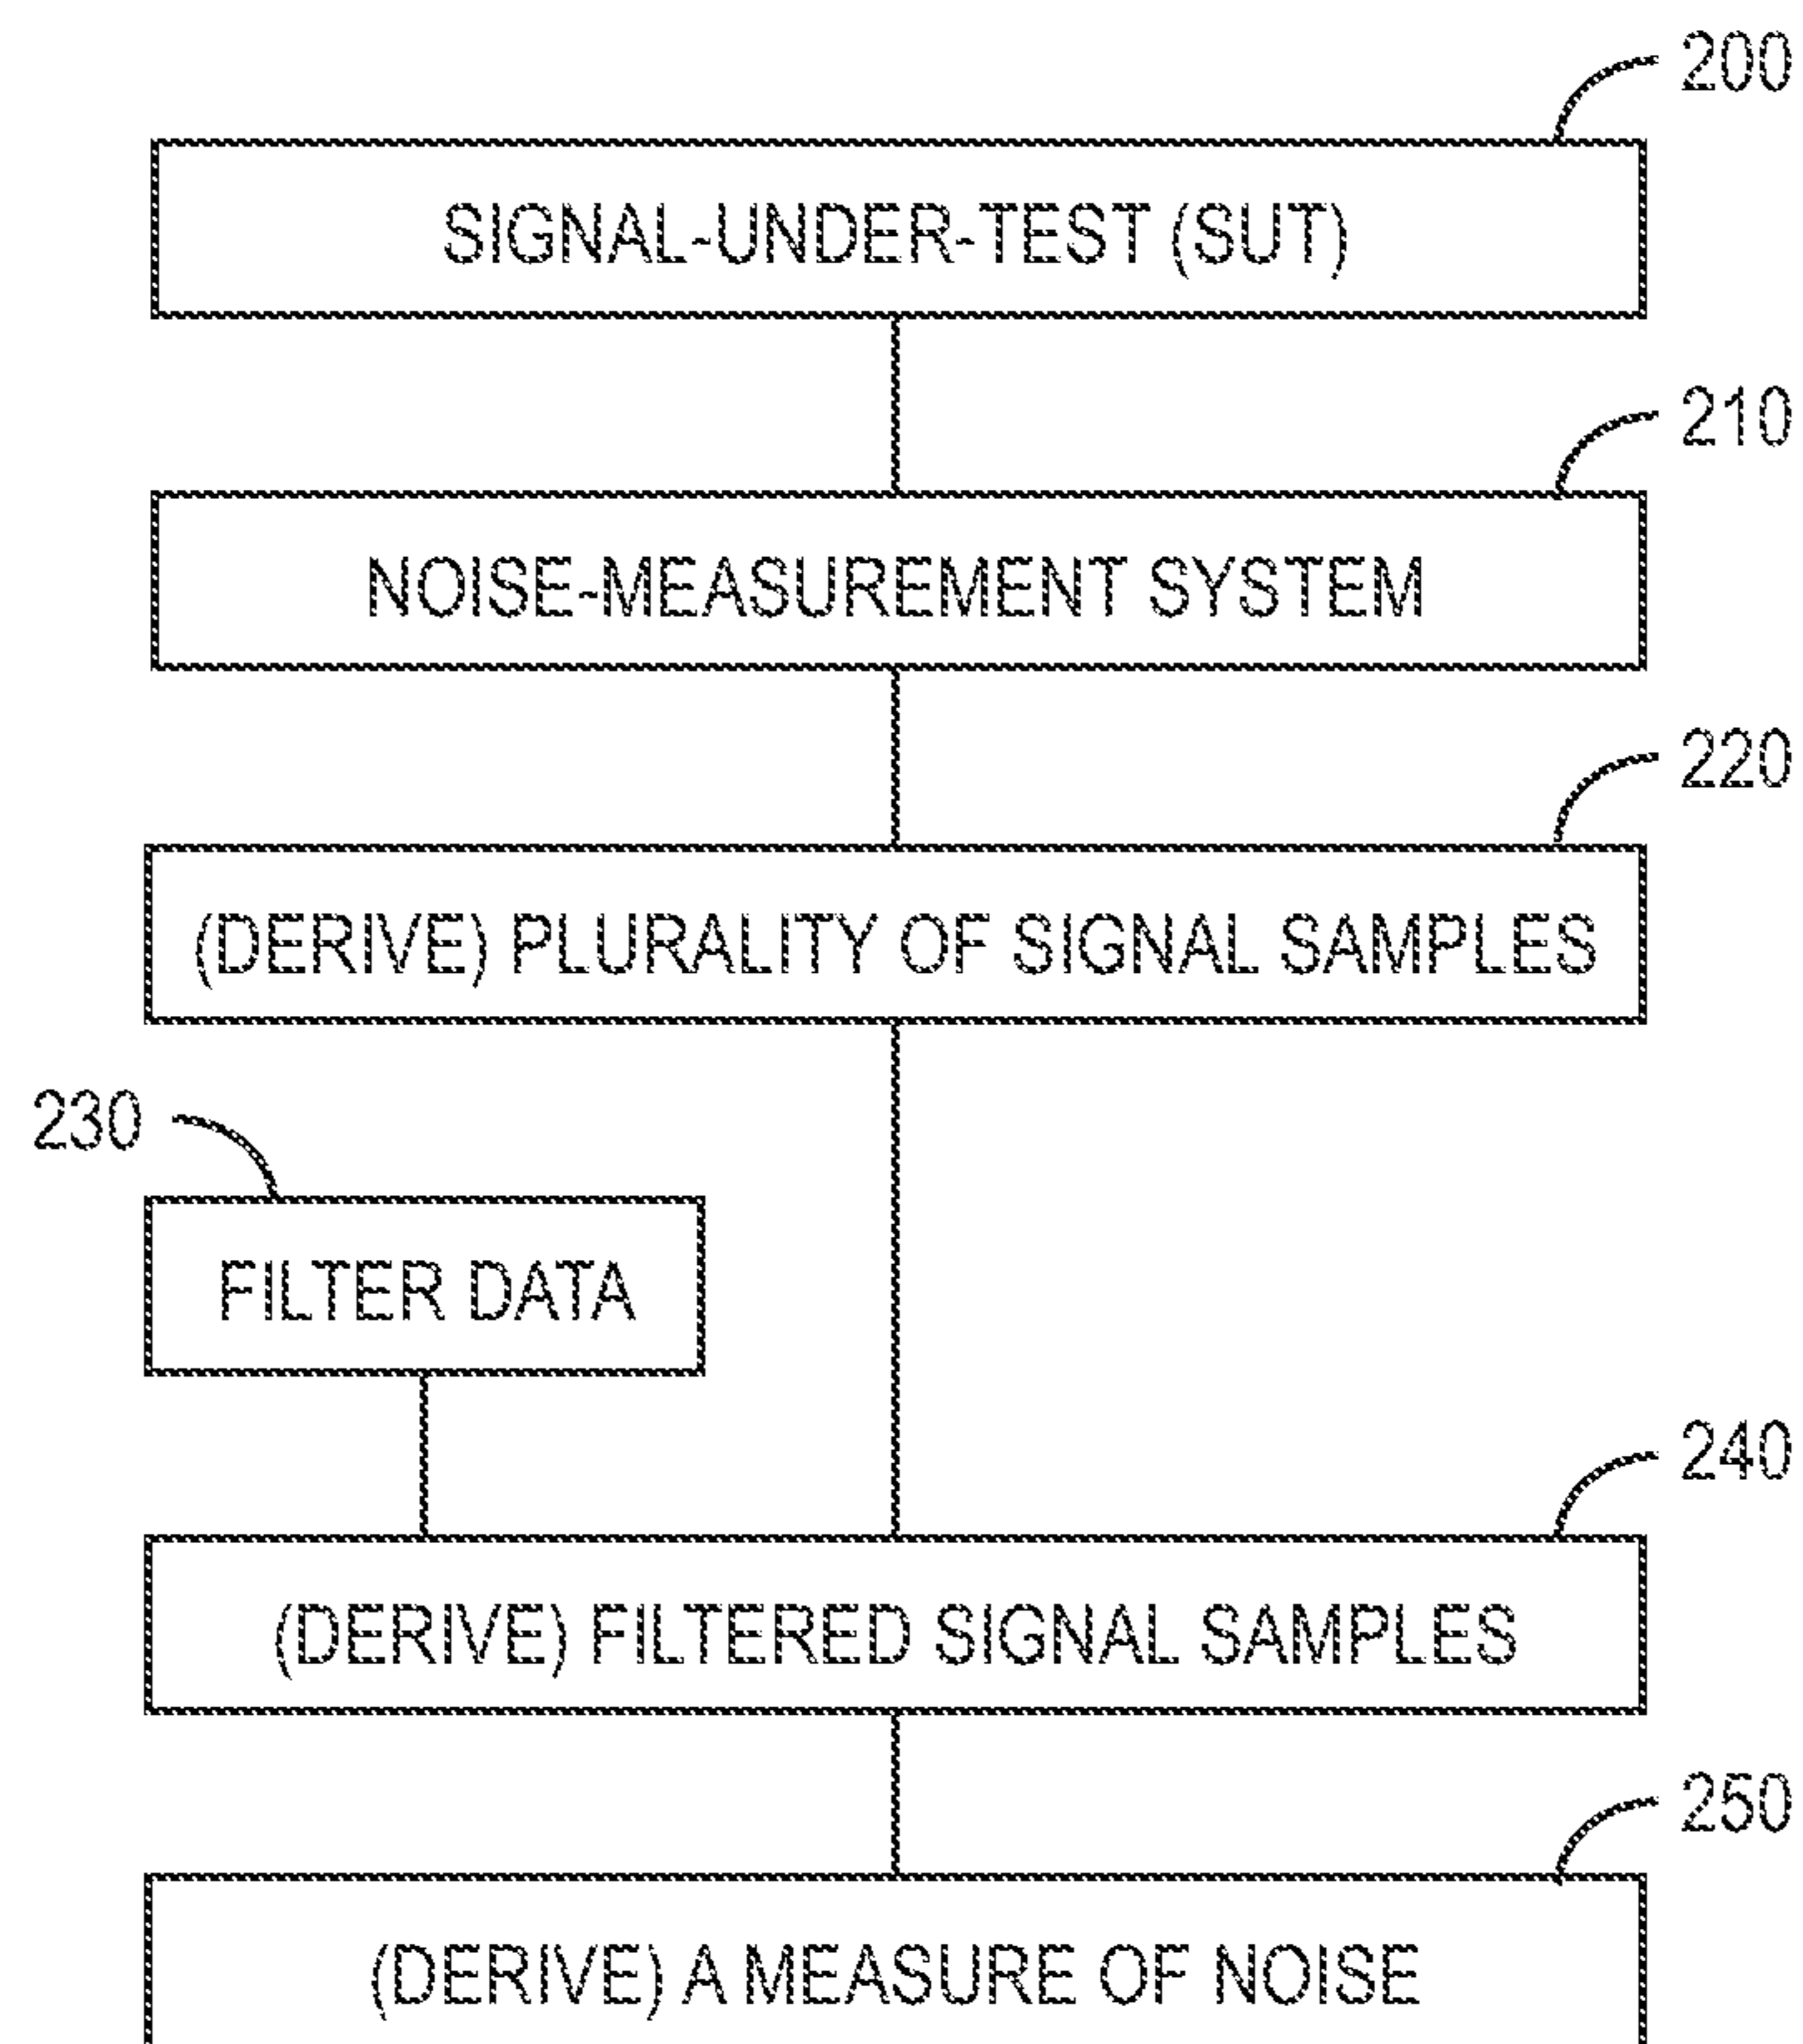 200
SIGNAL-UNDER-TEST (SUT)
210
NOISE-MEASUREMENT SYSTEM
220
(DERIVE) PLURALITY OF SIGNAL SAMPLES
230
FILTER DATA
240
(DERIVE) FILTERED SIGNAL SAMPLES
250
(DERIVE) A MEASURE OF NOISE